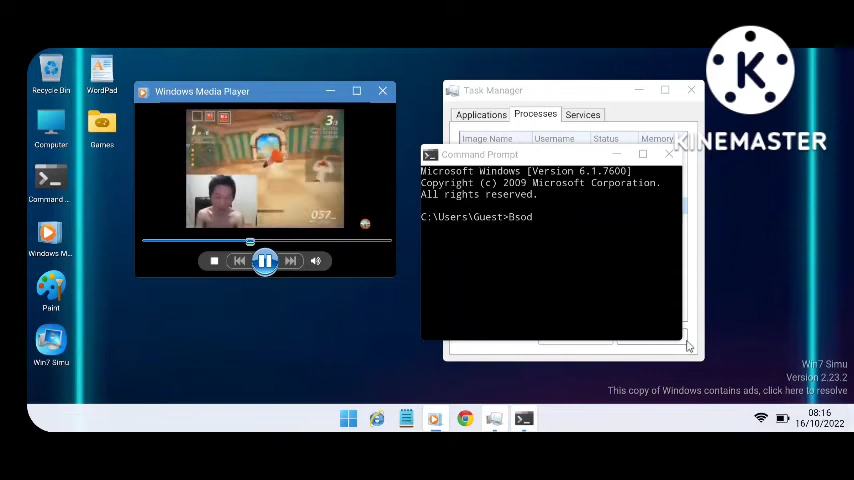 Recycle Bin
WordPad
Computer
Games
Command ...
Windows M...
Paint
Win7 Simu
Windows Media Player
3/3
057
Task Manager
Applications
Processes
Services
Image Name
Username
Status
Memory
K
KINEMASTER
Command Prompt
Microsoft Windows [Version 6.1.7600]
Copyright (c) 2009 Microsoft Corporation.
All rights reserved.
C:\Users\Guest>Bsod
Win7 Simu
Version 2.23.2
This copy of Windows contains ads, click here to resolve
08:16
16/10/2022